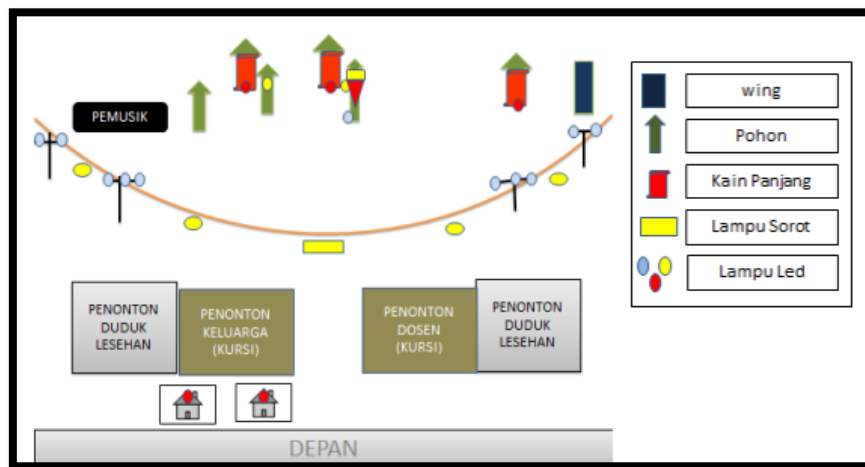 PEMUSIK
wing
Pohon
Kain Panjang
Lampu Sorot
Lampu Led
PENONTON
DUDUK
LESEHAN
PENONTON
KELUARGA
(KURSI)
PENONTON
DOSEN
(KURSI)
PENONTON
DUDUK
LESEHAN
DEPAN